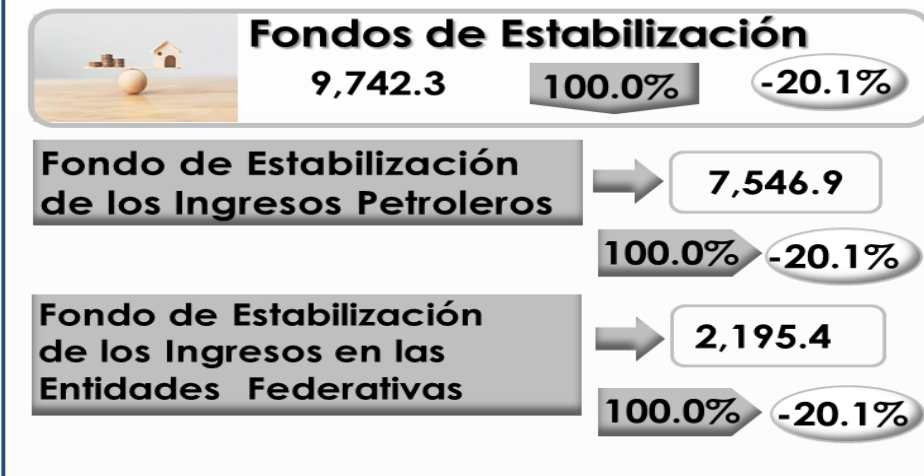 Fondos de Estabilización
9,742.3 100.0% -20.1%
Fondo de Estabilización
de los Ingresos Petroleros
7,546.9
100.0% -20.1%
Fondo de Estabilización
de los Ingresos en las
Entidades Federativas
2,195.4
100.0% -20.1%